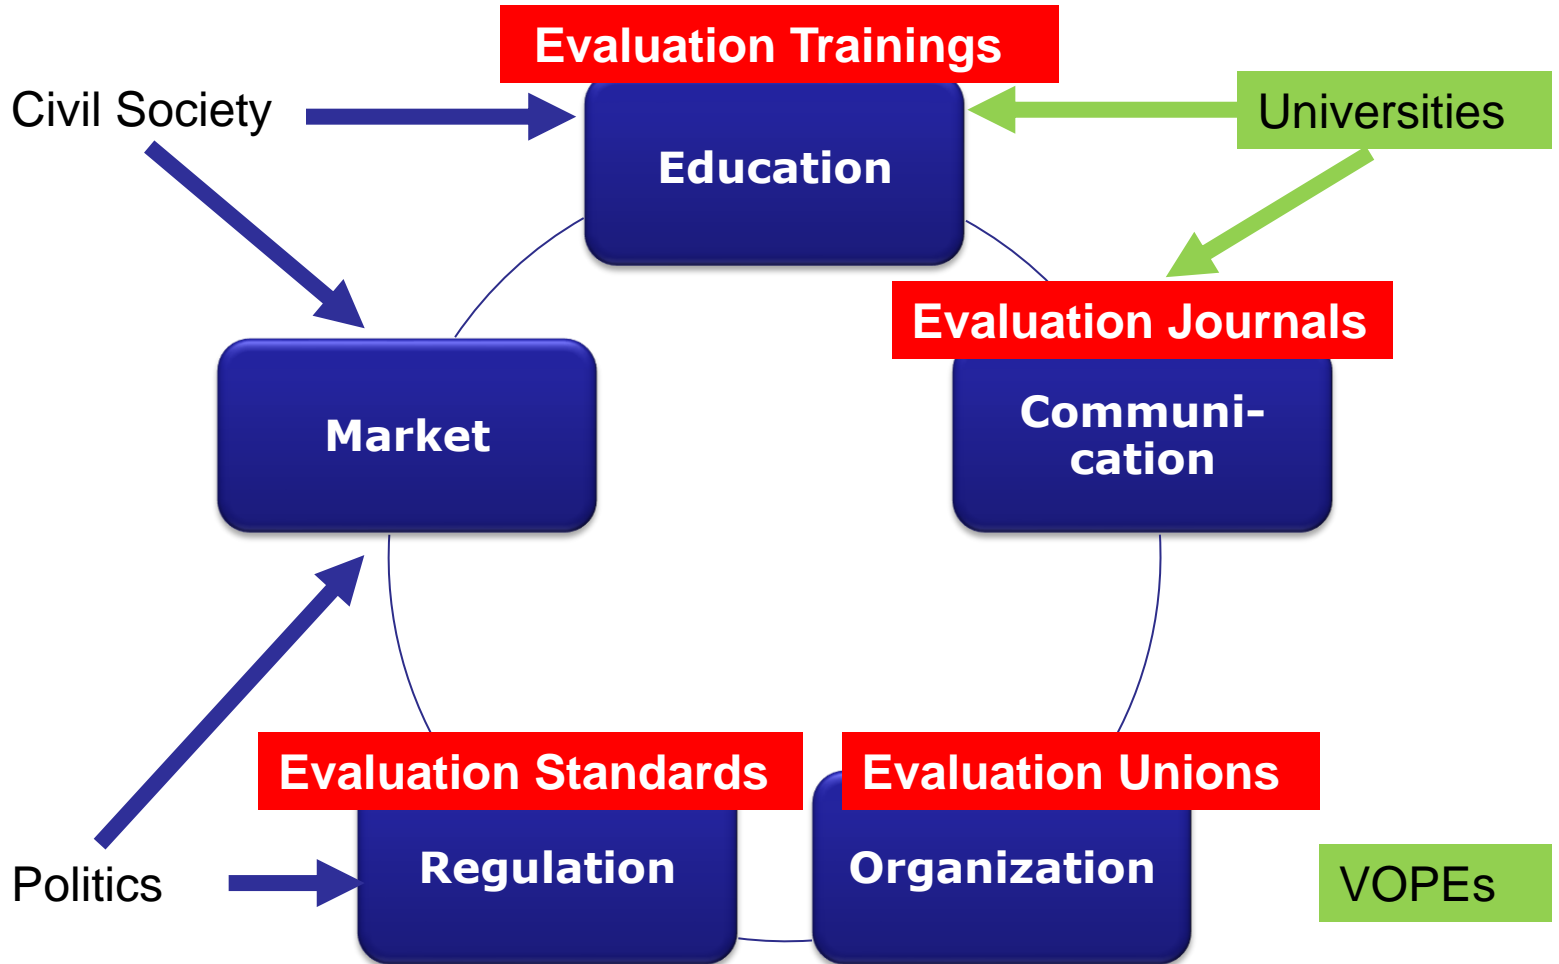 Evaluation Trainings
Civil Society
Universities
Education
Evaluation Journals
Communi-
cation
Market
Evaluation Standards
Evaluation Unions
Regulation
Organization
Politics
VOPEs